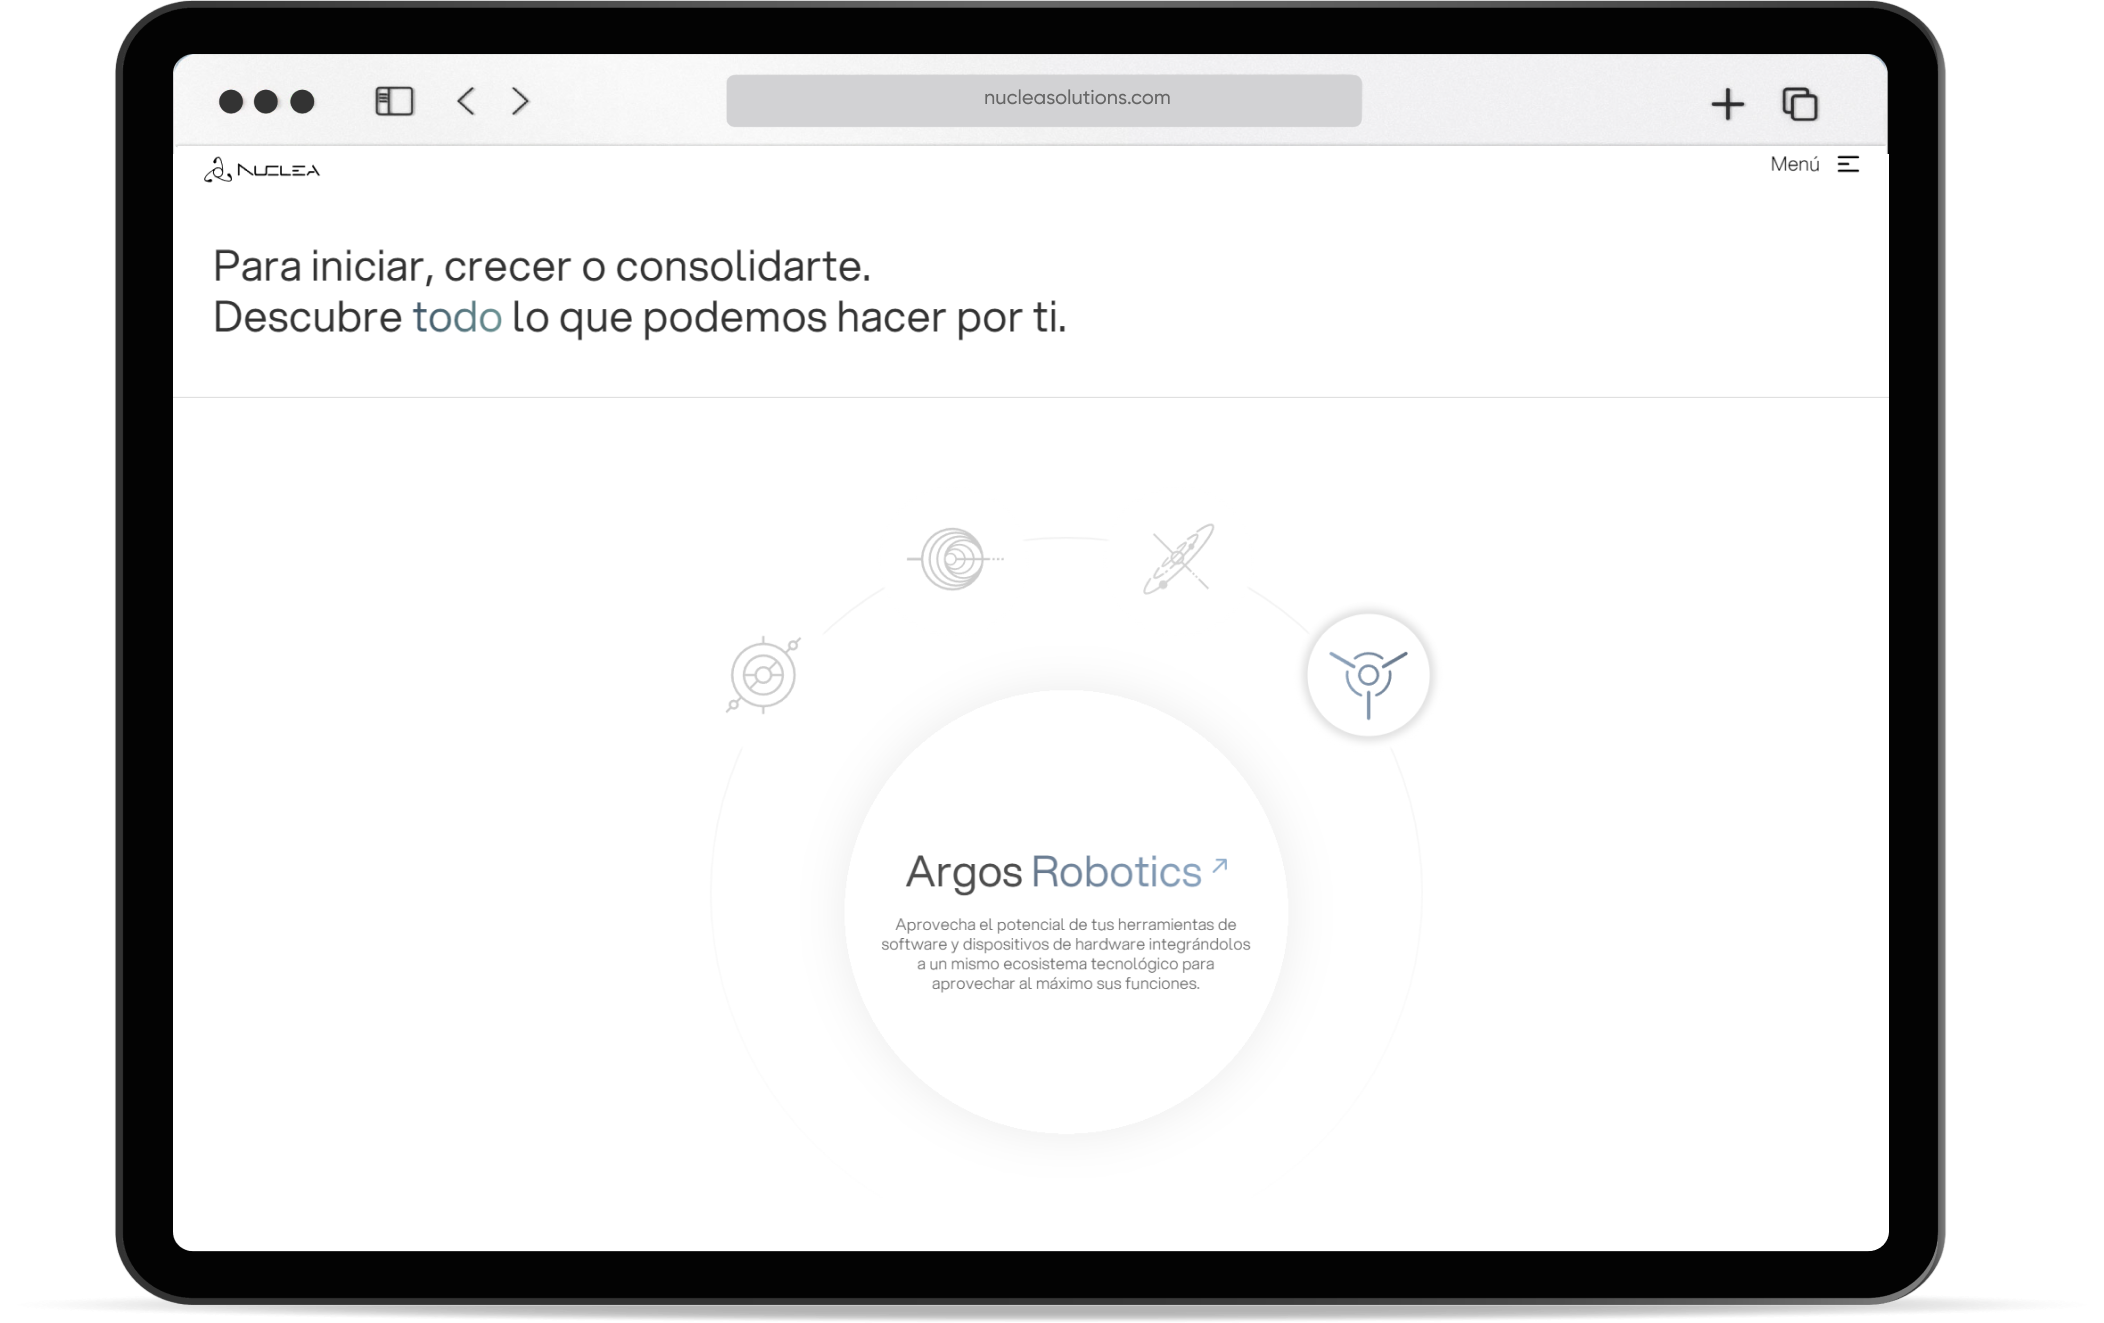 nucleasolutions.com
NUCLEA
Menú
Para iniciar, crecer o consolidarte.
Descubre todo lo que podemos hacer por ti.
Argos Robotics
Aprovecha el potencial de tus herramientas de
software y dispositivos de hardware integrándolos
a un mismo ecosistema tecnológico para
aprovechar al máximo sus funciones.